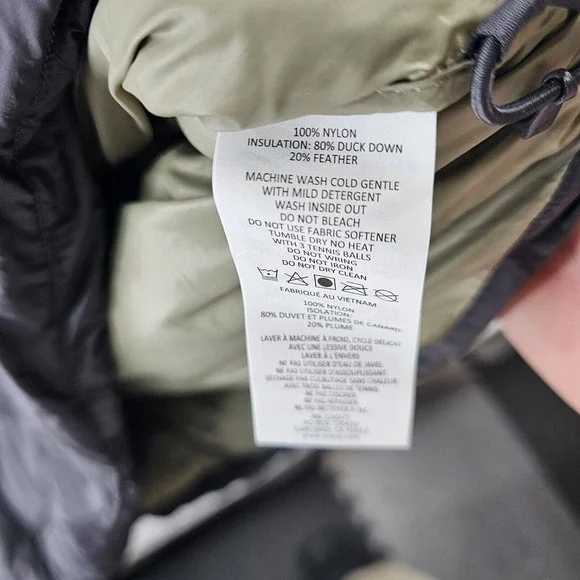 100% NYLON
INSULATION: 80% DUCK DOWN
20% FEATHER
MACHINE WASH COLD GENTLE
WITH MILD DETERGENT
WASH INSIDE OUT
DO NOT BLEACH
DO NOT USE FABRIC SOFTENER
TUMBLE DRY NO HEAT
WITH 3 TENNIS BALLS
DO NOT WRING
DO NOT IRON
DO NOT DRY CLEAN
FABRIQUÉ AU VIETNAM
100% NYLON
ISOLATION:
80% DUVET ET PLUMES DE CANARD:
20% PLUME
LAVER À MACHINE À FROID, CYCLE DÉLICAT
AVEC UNE LESSIVE DOUCE
LAVER À L'ENVERS
NE PAS UTILISER D'EAU DE JAVEL
NE PAS UTILISER D'ASSOUPLISSANT
SECHAGE PAR CULBUTAGE SANS CHALEUR
AVEC TROIS BALLES DE TENNIS
NE PAS
NE PAS REPASSER
NE PAS NETTOYER À SEC